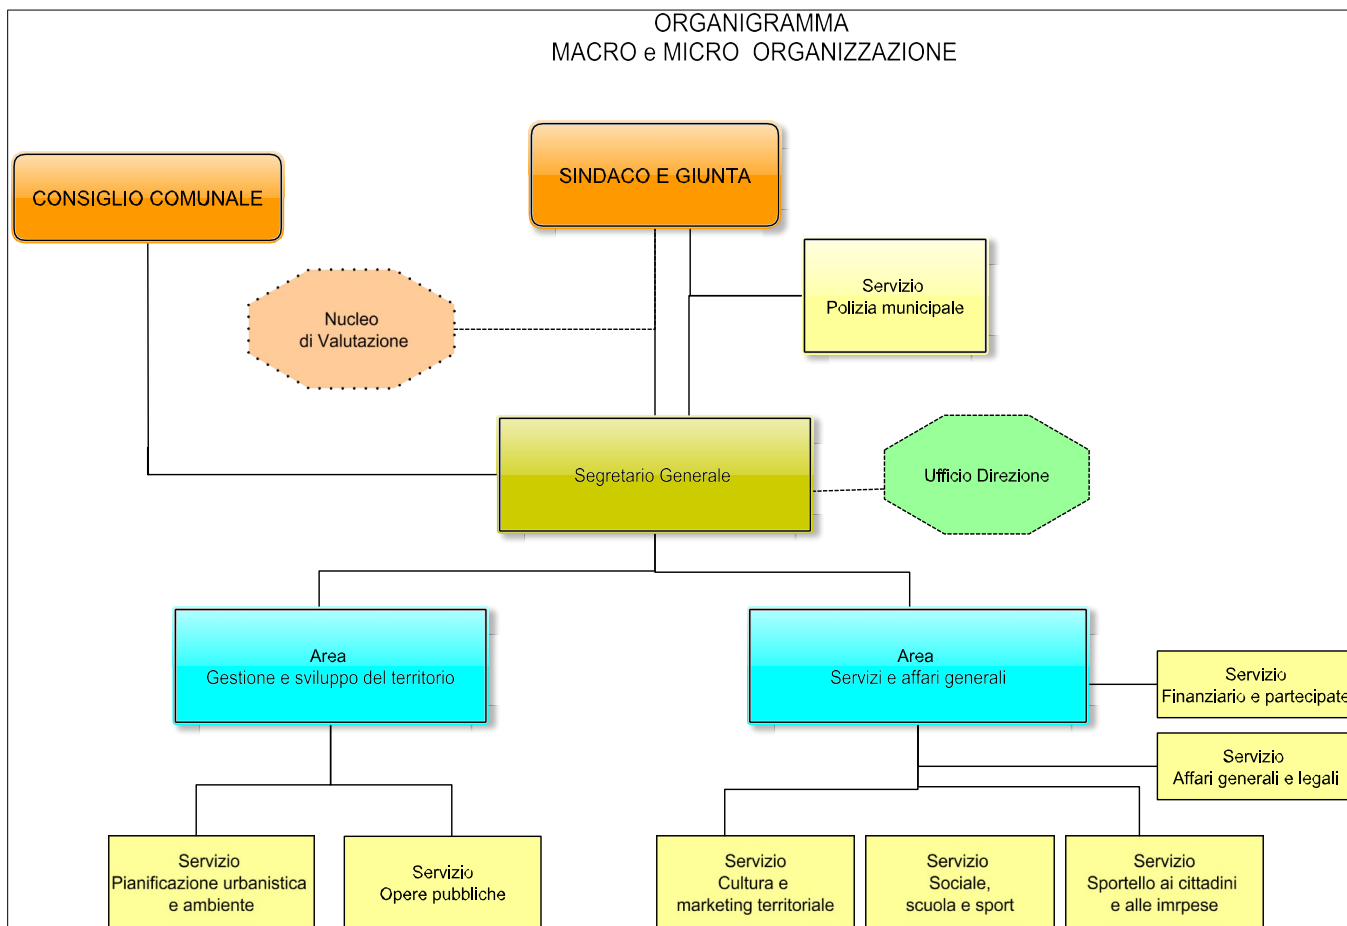 ORGANIGRAMMA
MACRO e MICRO ORGANIZZAZIONE
CONSIGLIO COMUNALE
SINDACO E GIUNTA
Servizio
Polizia municipale
Nucleo
di Valutazione
Segretario Generale
Ufficio Direzione
Area
Gestione e sviluppo del territorio
Area
Servizi e affari generali
Servizio
Finanziario e partecipate
Servizio
Affari generali e legali
Servizio
Pianificazione urbanistica
e ambiente
Servizio
Opere pubbliche
Servizio
Cultura e
marketing territoriale
Servizio
Sociale,
scuola e sport
Servizio
Sportello ai cittadini
e alle imrpese